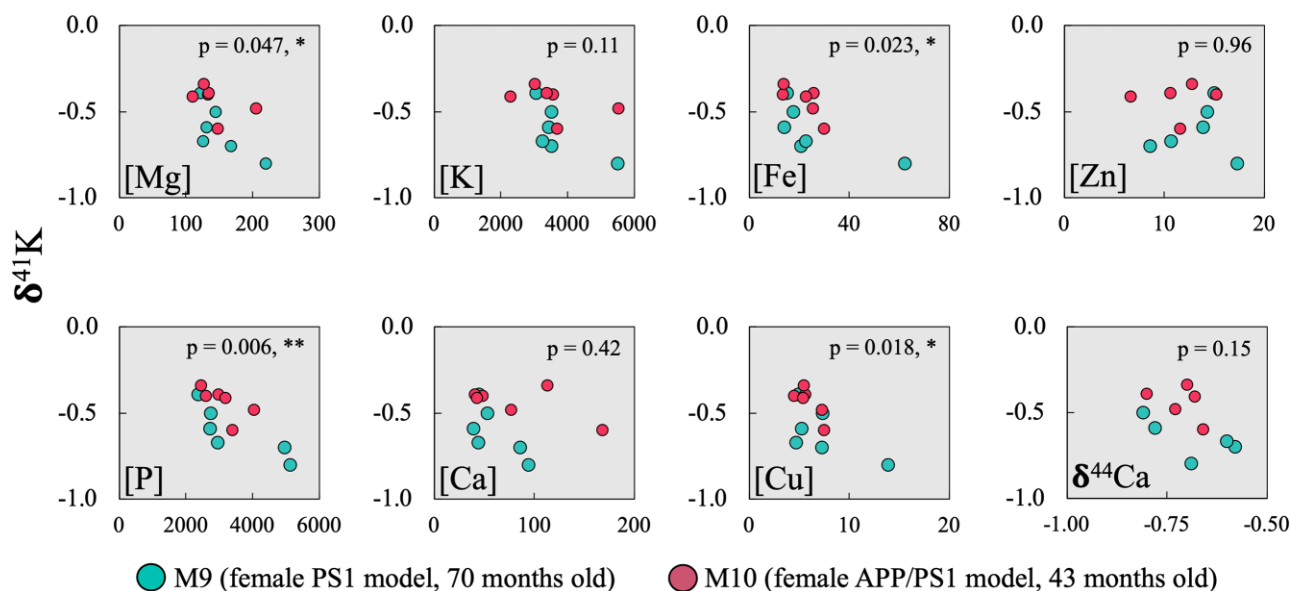 0.0 0.0 0.0 0.0
p = 0.047, * p = 0.11 p = 0.023, * p = 0.96
-0.5 -0.5 -0.5 -0.5
[Mg] [K] [Fe] [Zn]
-1.0 -1.0 -1.0 -1.0
0 100 200 300 0 2000 4000 6000 0 40 80 0 10 20
δ41K
0.0 0.0 0.0 0.0
p = 0.006, ** p = 0.42 p = 0.018, * p = 0.15
-0.5 -0.5 -0.5 -0.5
[P] [Ca] [Cu] δ44Ca
-1.0 -1.0 -1.0 -1.0
0 2000 4000 6000 0 100 200 0 10 20 -1.00 -0.75 -0.50
M9 (female PS1 model, 70 months old) M10 (female APP/PS1 model, 43 months old)